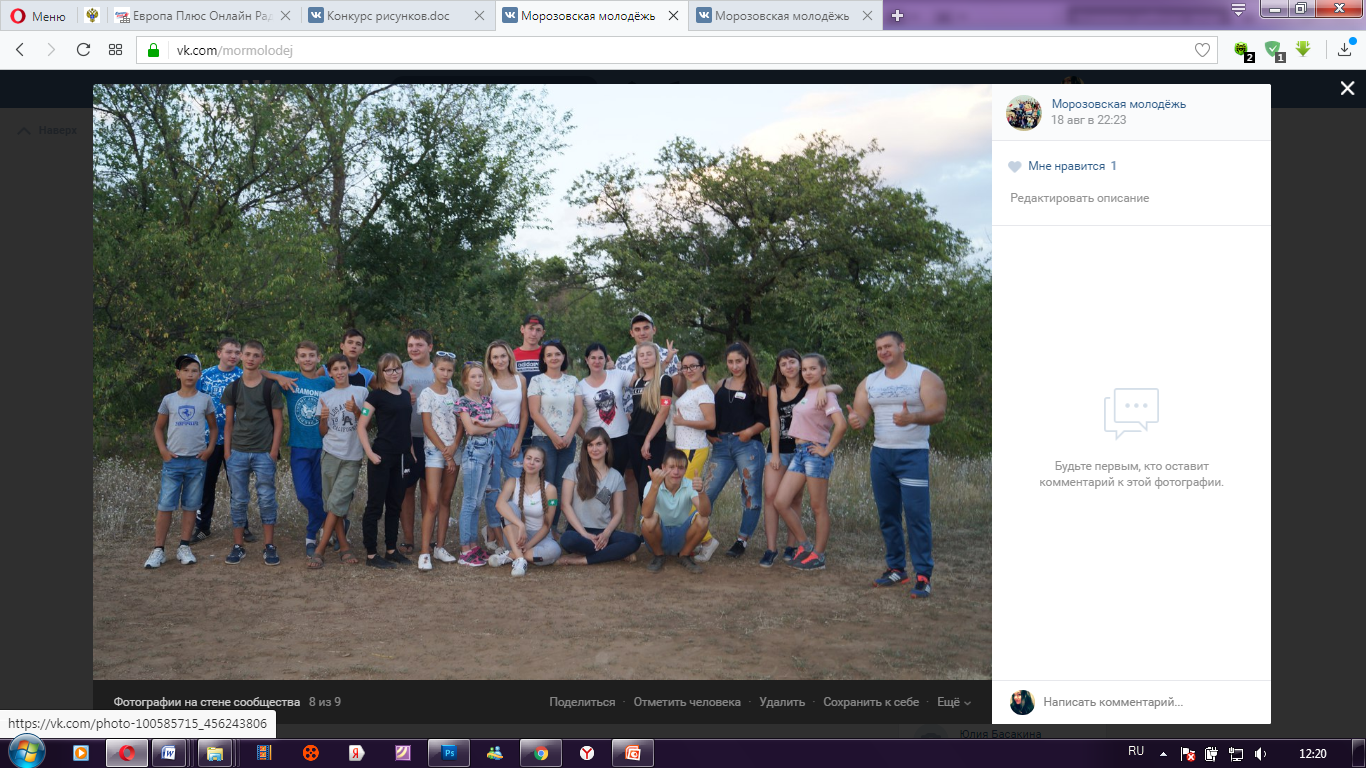 Меню
Европа Плюс Онлайн Рад
Конкурс рисунков.doc
Морозовская молодёжь
Морозовская молодёжь
vk.com/mormolodej
2
1
Наверх
Морозовская молодёжь
18 авг в 22:23
Мне нравится 1
Редактировать описание
Будьте первым, кто оставит
комментарий к этой фотографии.
Фотографии на стене сообщества 8 из 9
Поделиться · Отметить человека · Удалить · Сохранить к себе · Ещё
Написать комментарий...
https://vk.com/photo-100585715_456243806
Юлия Басакина
RU
12:20